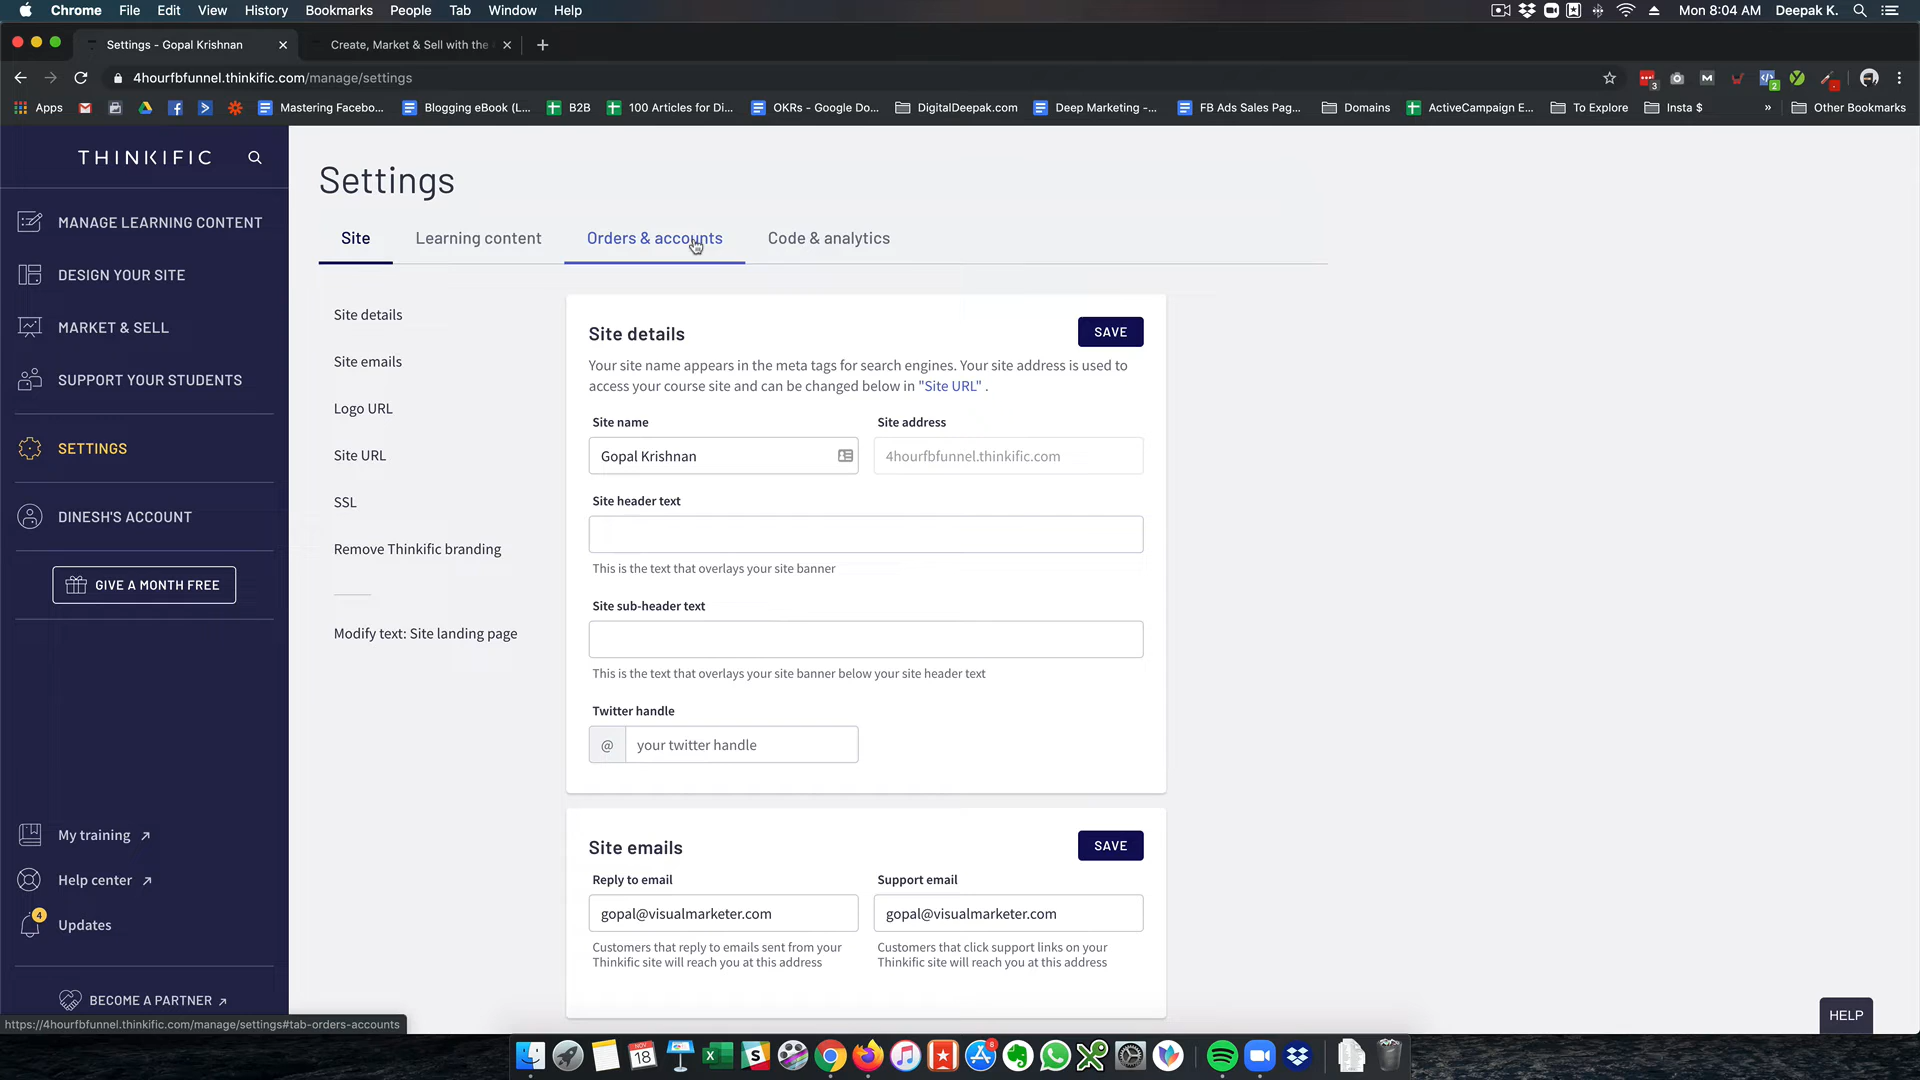 Chrome File Edit View History Bookmarks People Tab Window Help
Mon 8:04 AM Deepak K.
Settings - Gopal Krishnan
Create, Market & Sell with the
4hourfbfunnel.thinkific.com/manage/settings
Apps
Mastering Facebo...
Blogging eBook (L...
B2B
100 Articles for Di...
OKRs - Google Do...
DigitalDeepak.com
Deep Marketing -...
FB Ads Sales Pag...
Domains
ActiveCampaign E...
To Explore
Insta $
»
Other Bookmarks
THINKIFIC
MANAGE LEARNING CONTENT
DESIGN YOUR SITE
MARKET & SELL
SUPPORT YOUR STUDENTS
SETTINGS
DINESH'S ACCOUNT
GIVE A MONTH FREE
My training
Help center
4
Updates
BECOME A PARTNER
https://4hourfbfunnel.thinkific.com/manage/settings#tab-orders-accounts
Settings
Site Learning content Orders & accounts Code & analytics
Site details
Site emails
Logo URL
Site URL
SSL
Remove Thinkific branding
Modify text: Site landing page
Site details
SAVE
Your site name appears in the meta tags for search engines. Your site address is used to
access your course site and can be changed below in "Site URL" .
Site name
Site address
Gopal Krishnan
4hourfbfunnel.thinkific.com
Site header text
This is the text that overlays your site banner
Site sub-header text
This is the text that overlays your site banner below your site header text
Twitter handle
@ your twitter handle
Site emails
SAVE
Reply to email
Support email
gopal@visualmarketer.com
gopal@visualmarketer.com
Customers that reply to emails sent from your
Thinkific site will reach you at this address
Customers that click support links on your
Thinkific site will reach you at this address
HELP
NOV
18
8